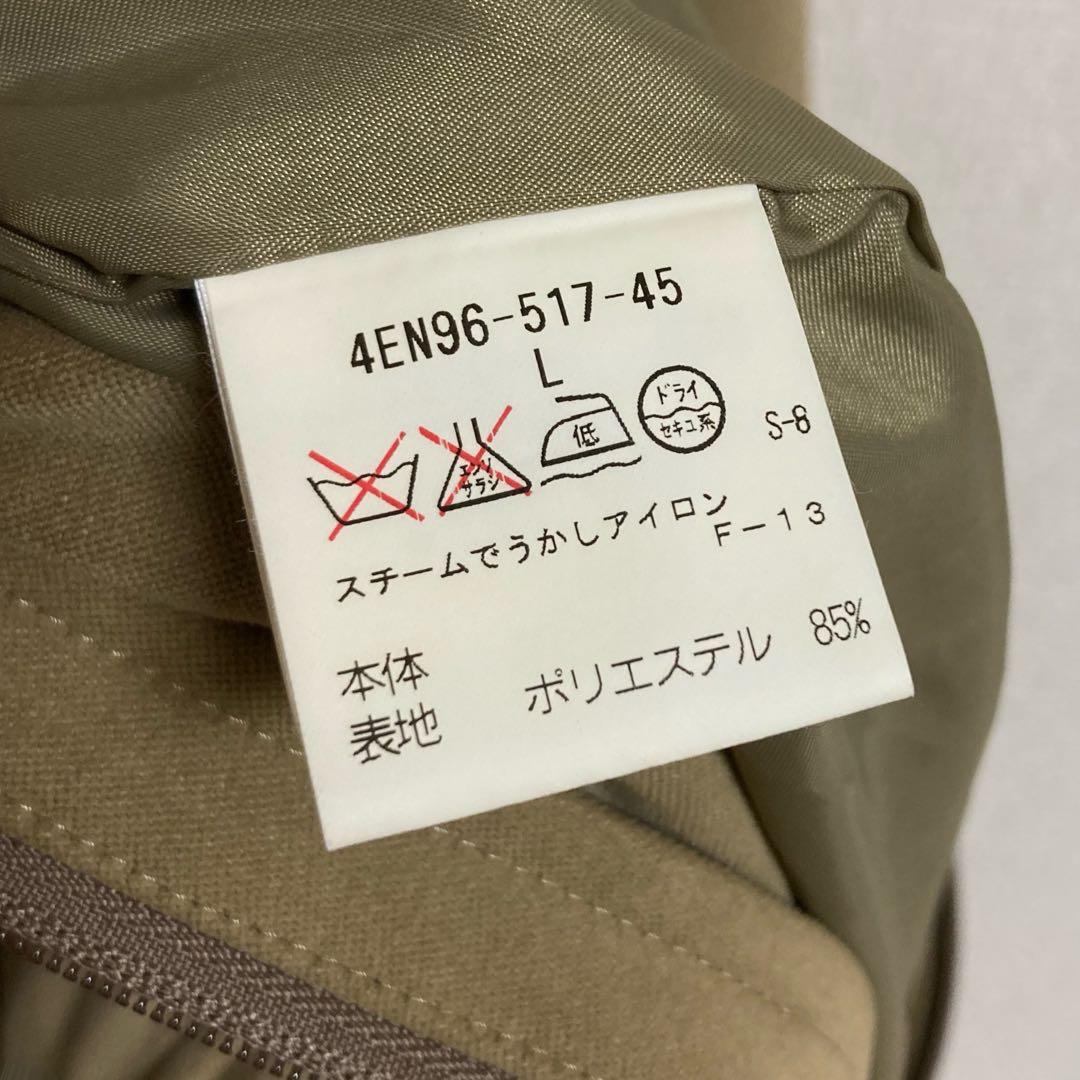 4EN96-517-45
L
エンソ
サラシ
低
ドライ
セキユ系
S-8
スチームでうかしアイロン
F-13
本体
表地
ポリエステル 85%